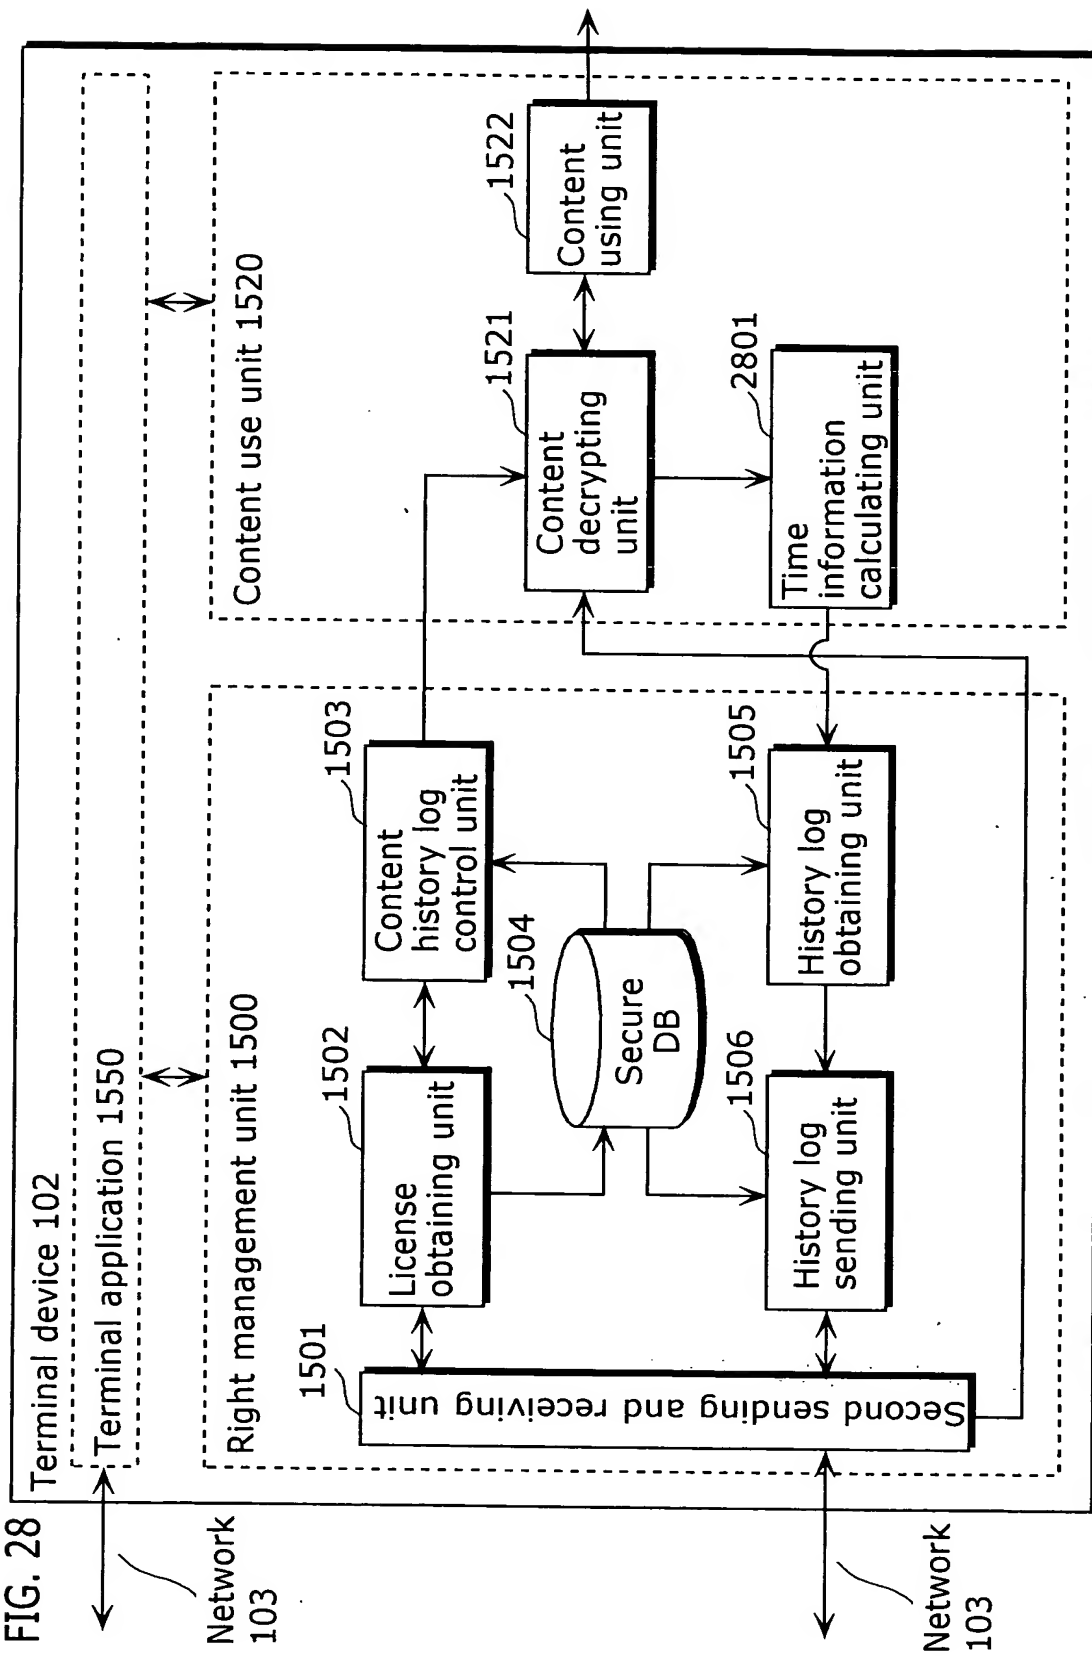 FIG. 28
Terminal device 102
Terminal application 1550
Network
103
Right management unit 1500
Content use unit 1520
1501
Second sending and receiving unit
1502
License
obtaining unit
1503
Content
history log
control unit
1504
Secure
DB
1506
History log
sending unit
1505
History log
obtaining unit
1521
Content
decrypting
unit
1522
Content
using unit
2801
Time
information
calculating unit
Network
103